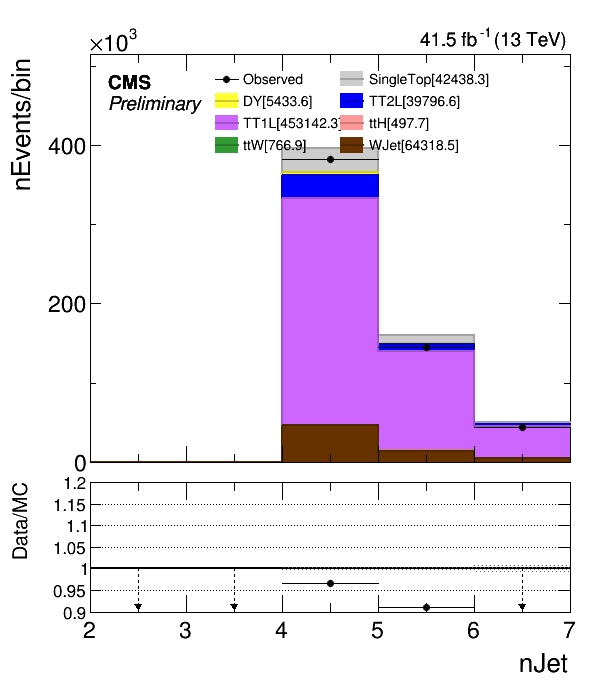 ×10³
41.5 fb⁻¹ (13 TeV)
CMS
Preliminary
Observed
SingleTop[42438.3]
DY[5433.6]
TT2L[39796.6]
TT1L[453142.3]
ttH[497.7]
ttW[766.9]
WJet[64318.5]
nEvents/bin
400
200
0
Data/MC
1.2
1.15
1.1
1.05
1
0.95
0.9
2 3 4 5 6 7
nJet